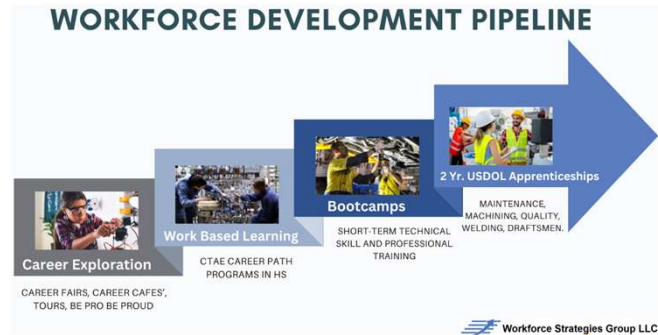 WORKFORCE DEVELOPMENT PIPELINE
Career Exploration
CAREER FAIRS, CAREER CAFES',
TOURS, BE PRO BE PROUD
Work Based Learning
CTAE CAREER PATH
PROGRAMS IN HS
Bootcamps
SHORT-TERM TECHNICAL
SKILL AND PROFESSIONAL
TRAINING
2 Yr. USDOL Apprenticeships
MAINTENANCE,
MACHINING, QUALITY,
WELDING, DRAFTSMEN.
Workforce Strategies Group LLC